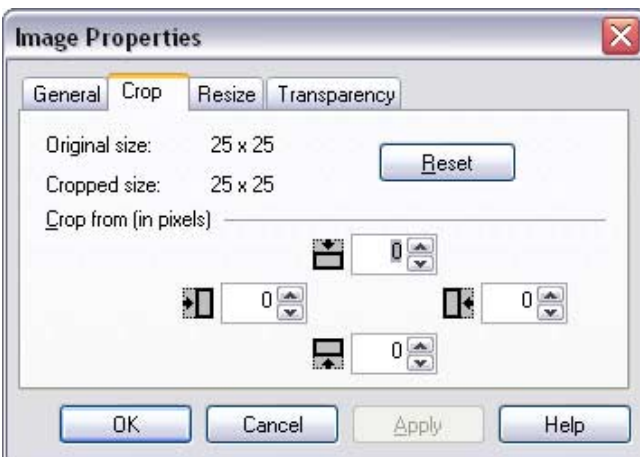 Image Properties
General Crop Resize Transparency
Original size: 25 x 25
Reset
Cropped size: 25 x 25
Crop from (in pixels)
0
0 0
0
OK Cancel Apply Help